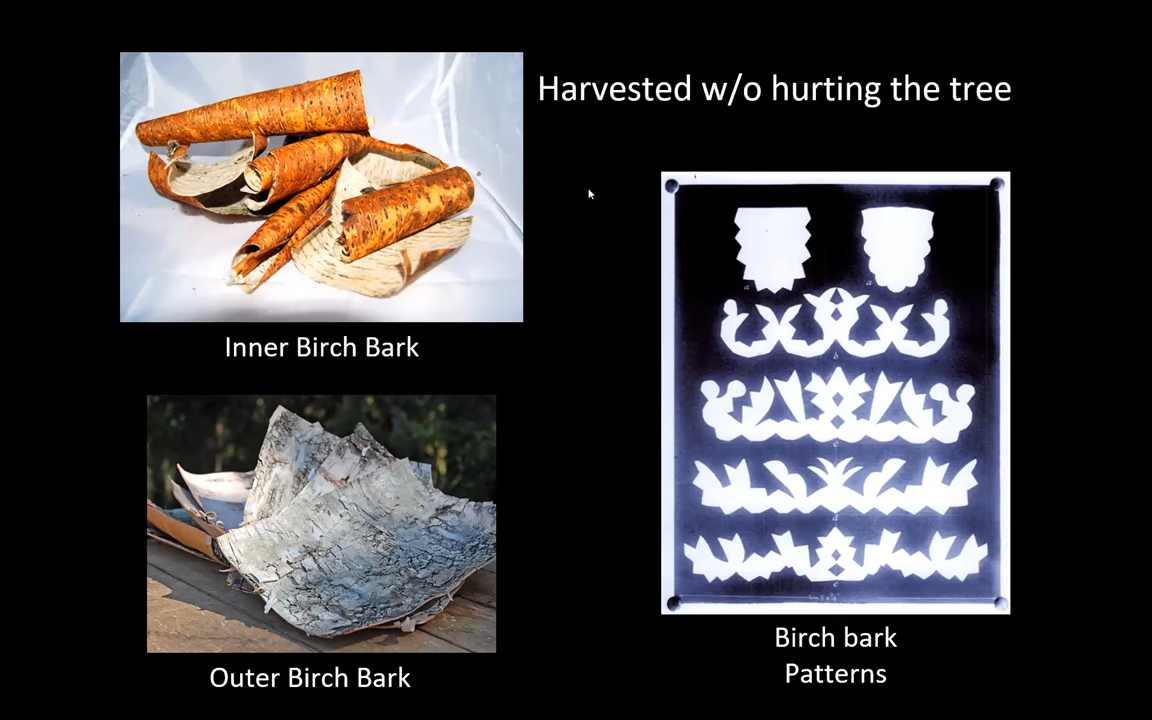 Harvested w/o hurting the tree
Inner Birch Bark
a
a
b
c
d
e
Outer Birch Bark
Birch bark
Patterns